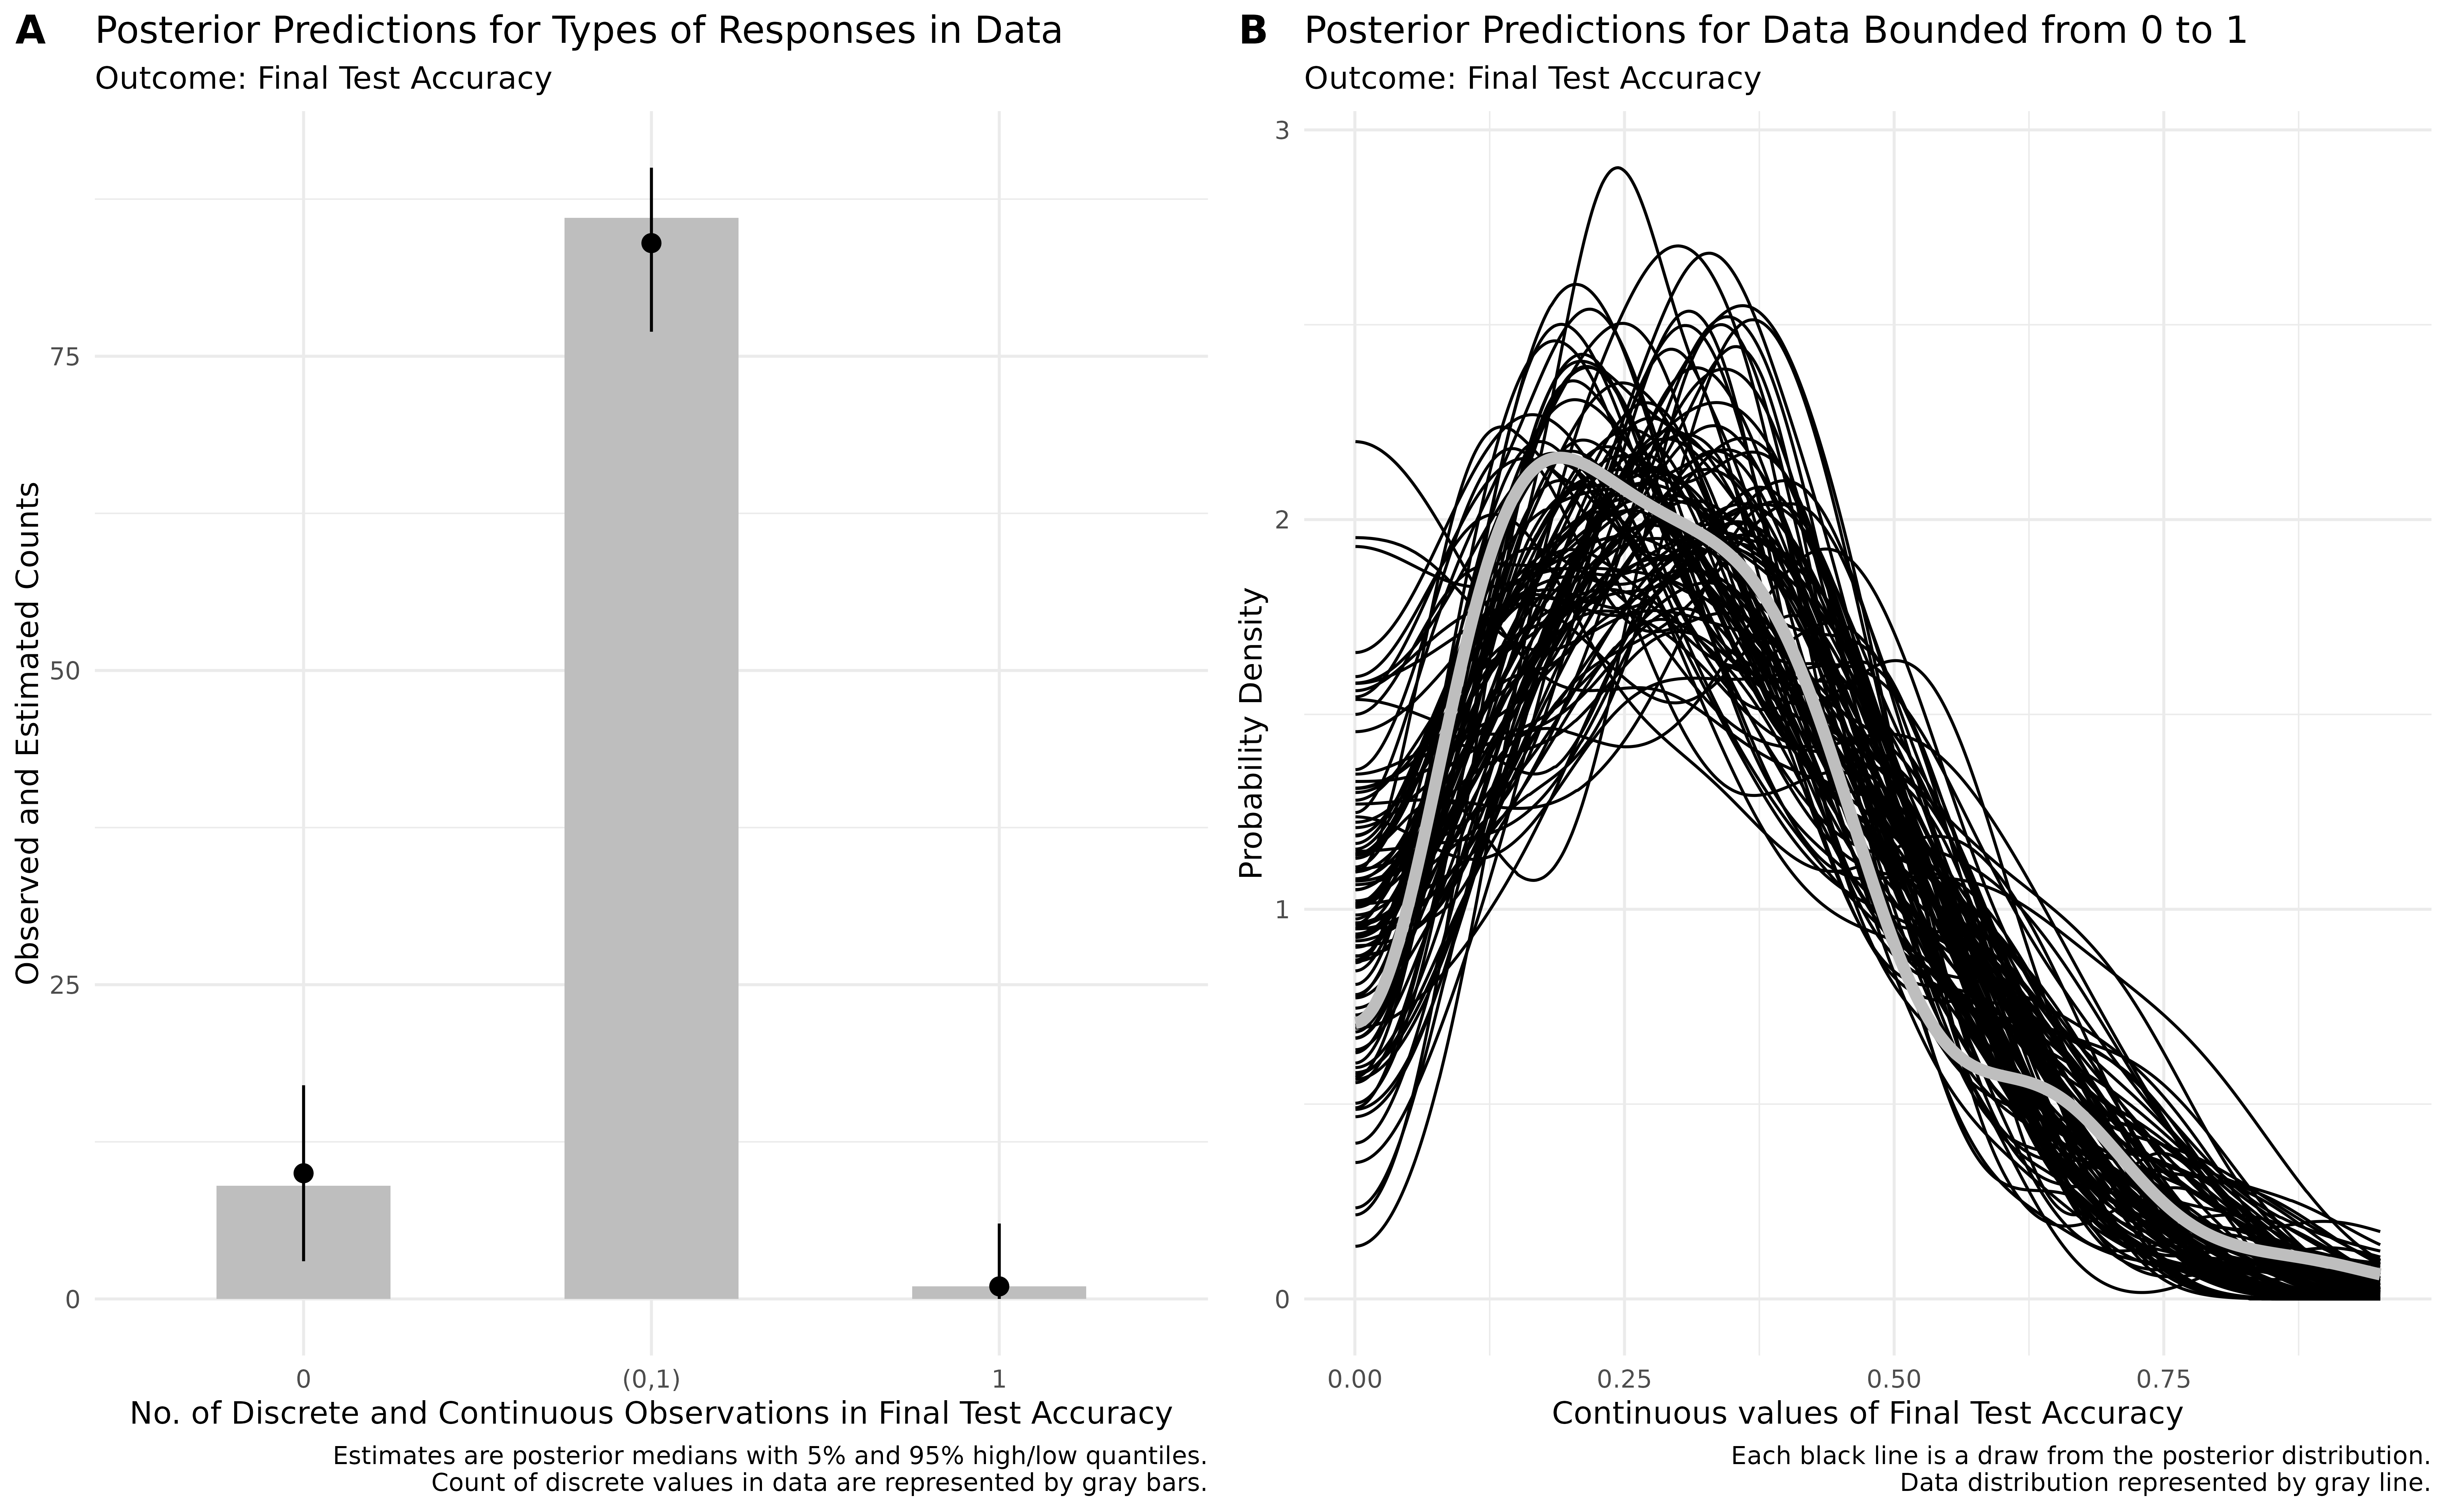 A Posterior Predictions for Types of Responses in Data
Outcome: Final Test Accuracy
Observed and Estimated Counts
75
50
25
0
0 (0,1) 1
No. of Discrete and Continuous Observations in Final Test Accuracy
Estimates are posterior medians with 5% and 95% high/low quantiles.
Count of discrete values in data are represented by gray bars.
B Posterior Predictions for Data Bounded from 0 to 1
Outcome: Final Test Accuracy
Probability Density
3
2
1
0
0.00 0.25 0.50 0.75
Continuous values of Final Test Accuracy
Each black line is a draw from the posterior distribution.
Data distribution represented by gray line.